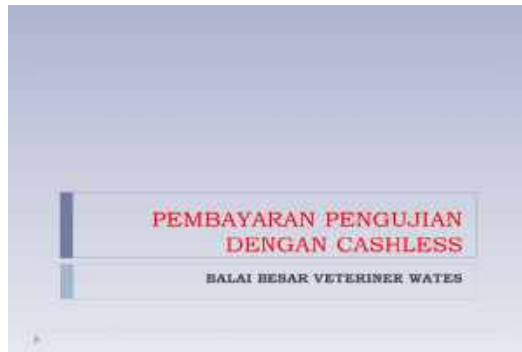 PEMBAYARAN PENGUJIAN
DENGAN CASHLESS
BALAI BESAR VETERINER WATES